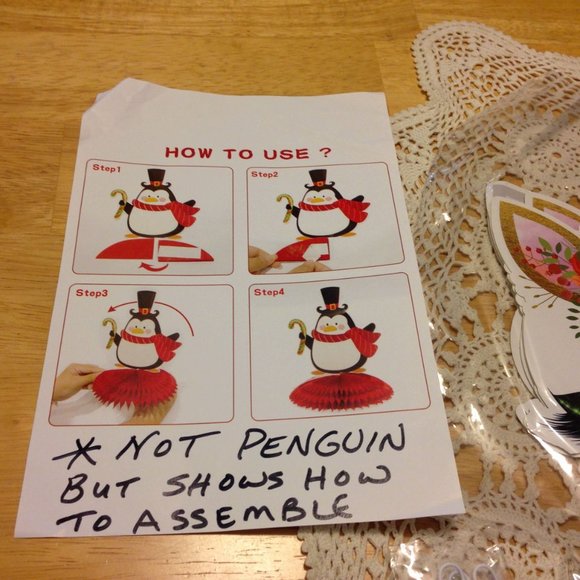 HOW TO USE ?
Step1
Step2
Step3
Step4
* NOT PENGUIN
BUT SHOWS HOW
TO ASSEMBLE